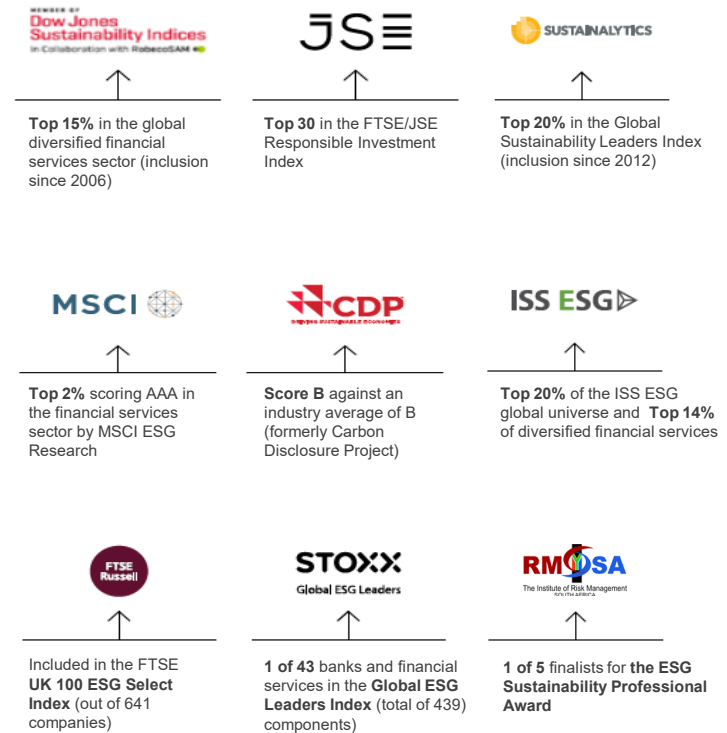 MEMBER OF
Dow Jones
Sustainability Indices
In Collaboration with RobecoSAM
JSE
SUSTAINALYTICS
Top 15% in the global
diversified financial
services sector (inclusion
since 2006)
Top 30 in the FTSE/JSE
Responsible Investment
Index
Top 20% in the Global
Sustainability Leaders Index
(inclusion since 2012)
MSCI
CDP
DRIVING SUSTAINABLE ECONOMIES
ISS ESG
Top 2% scoring AAA in
the financial services
sector by MSCI ESG
Research
Score B against an
industry average of B
(formerly Carbon
Disclosure Project)
Top 20% of the ISS ESG
global universe and Top 14%
of diversified financial services
FTSE
Russell
STOXX
Global ESG Leaders
IRMSA
The Institute of Risk Management
SOUTH AFRICA
Included in the FTSE
UK 100 ESG Select
Index (out of 641
companies)
1 of 43 banks and financial
services in the Global ESG
Leaders Index (total of 439)
components)
1 of 5 finalists for the ESG
Sustainability Professional
Award